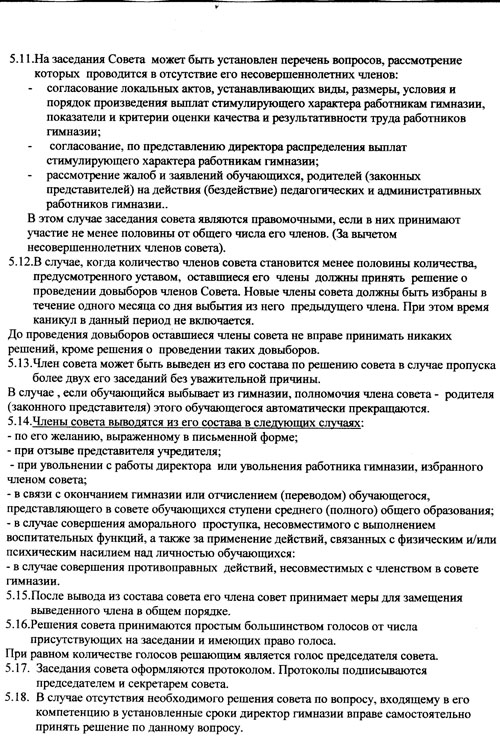 5.11.На заседания Совета может быть установлен перечень вопросов, рассмотрение
которых проводится в отсутствие его несовершеннолетних членов:
- согласование локальных актов, устанавливающих виды, размеры, условия и
порядок произведения выплат стимулирующего характера работникам гимназии,
показатели и критерии оценки качества и результативности труда работников
гимназии;
- согласование, по представлению директора распределения выплат
стимулирующего характера работникам гимназии;
- рассмотрение жалоб и заявлений обучающихся, родителей (законных
представителей) на действия (бездействие) педагогических и административных
работников гимназии..
В этом случае заседания совета являются правомочными, если в них принимают
участие не менее половины от общего числа его членов. (За вычетом
несовершеннолетних членов совета).
5.12.В случае, когда количество членов совета становится менее половины количества,
предусмотренного уставом, оставшиеся его члены должны принять решение о
проведении довыборов членов Совета. Новые члены совета должны быть избраны в
течение одного месяца со дня выбытия из него предыдущего члена. При этом время
каникул в данный период не включается.
До проведения довыборов оставшиеся члены совета не вправе принимать никаких
решений, кроме решения о проведении таких довыборов.
5.13.Член совета может быть выведен из его состава по решению совета в случае пропуска
более двух его заседаний без уважительной причины.
В случае , если обучающийся выбывает из гимназии, полномочия члена совета - родителя
(законного представителя) этого обучающегося автоматически прекращаются.
5.14.Члены совета выводятся из его состава в следующих случаях:
- по его желанию, выраженному в письменной форме;
- при отзыве представителя учредителя;
- при увольнении с работы директора или увольнения работника гимназии, избранного
членом совета;
- в связи с окончанием гимназии или отчислением (переводом) обучающегося,
представляющего в совете обучающихся ступени среднего (полного) общего образования;
- в случае совершения аморального проступка, несовместимого с выполнением
воспитательных функций, а также за применение действий, связанных с физическим и/или
психическим насилием над личностью обучающихся:
- в случае совершения противоправных действий, несовместимых с членством в совете
гимназии.
5.15.После вывода из состава совета его члена совет принимает меры для замещения
выведенного члена в общем порядке.
5.16.Решения совета принимаются простым большинством голосов от числа
присутствующих на заседании и имеющих право голоса.
При равном количестве голосов решающим является голос председателя совета.
5.17. Заседания совета оформляются протоколом. Протоколы подписываются
председателем и секретарем совета.
5.18. В случае отсутствия необходимого решения совета по вопросу, входящему в его
компетенцию в установленные сроки директор гимназии вправе самостоятельно
принять решение по данному вопросу.